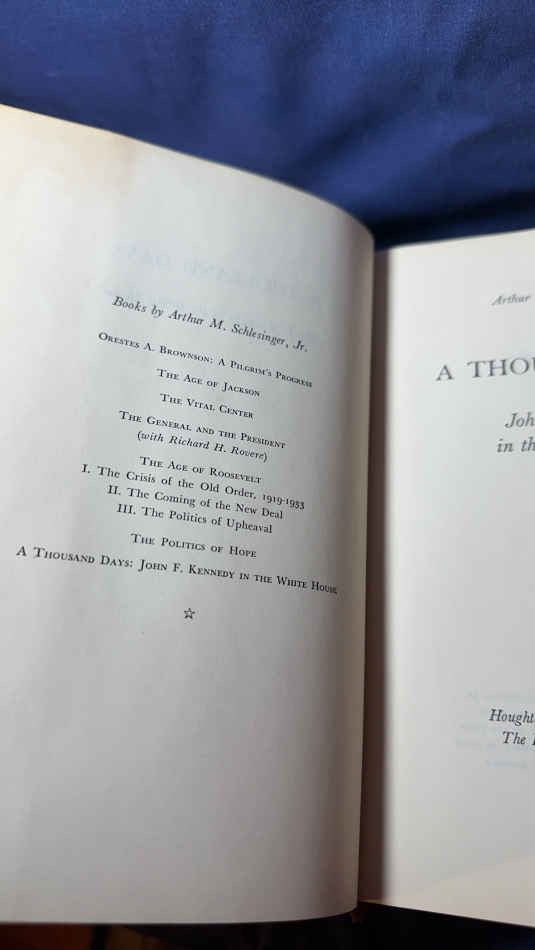 Books by Arthur M. Schlesinger, Jr.
ORESTES A. BROWNSON: A PILGRIM'S PROGRESS
THE AGE OF JACKSON
THE VITAL CENTER
THE GENERAL AND THE PRESIDENT
(with Richard H. Rovere)
THE AGE OF ROOSEVELT
I. The Crisis of the Old Order, 1919-1933
II. The Coming of the New Deal
III. The Politics of Upheaval
THE POLITICS OF HOPE
A THOUSAND DAYS: JOHN F. KENNEDY IN THE WHITE HOUSE
Arthur
A THOU
Joh
in th
Hought
The